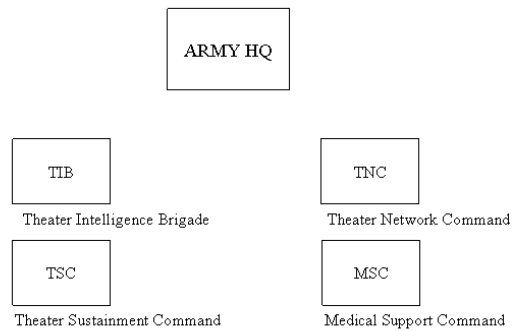 ARMY HQ
TIB
TNC
Theater Intelligence Brigade
Theater Network Command
TSC
MSC
Theater Sustainment Command
Medical Support Command